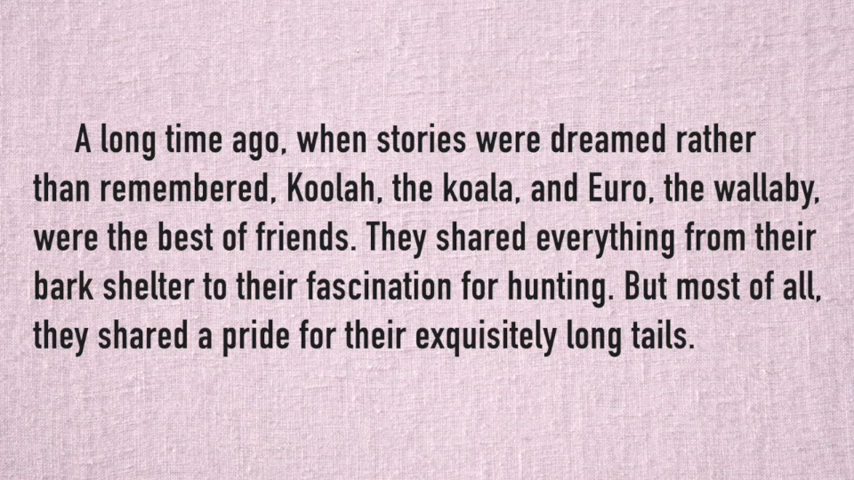 A long time ago, when stories were dreamed rather
than remembered, Koolah, the koala, and Euro, the wallaby,
were the best of friends. They shared everything from their
bark shelter to their fascination for hunting. But most of all,
they shared a pride for their exquisitely long tails.